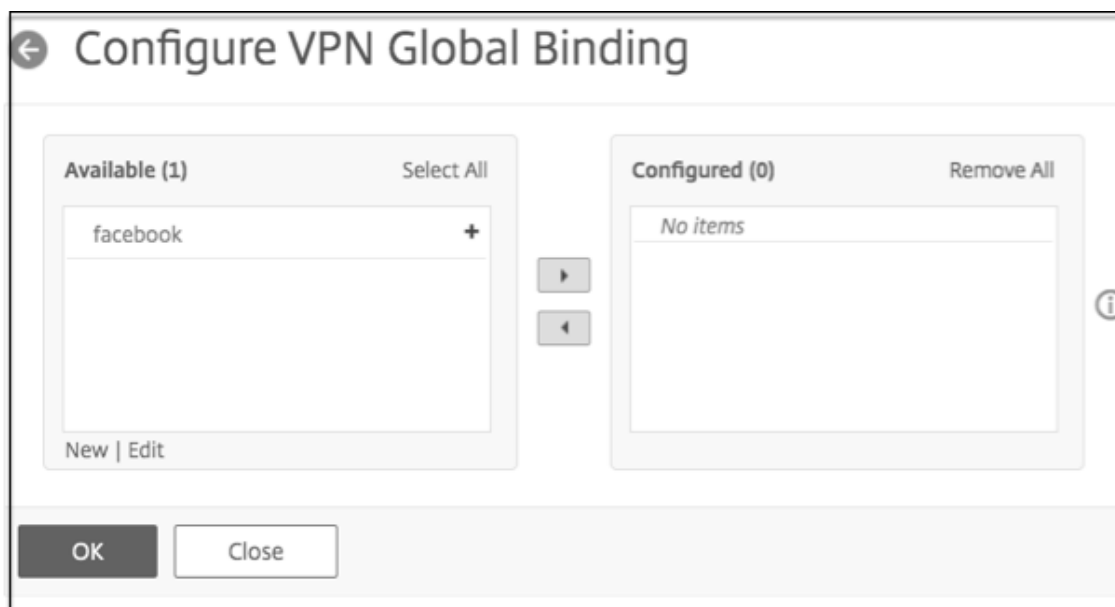 Configure VPN Global Binding
Available (1) Select All
facebook +
New | Edit
Configured (0) Remove All
No items
OK Close